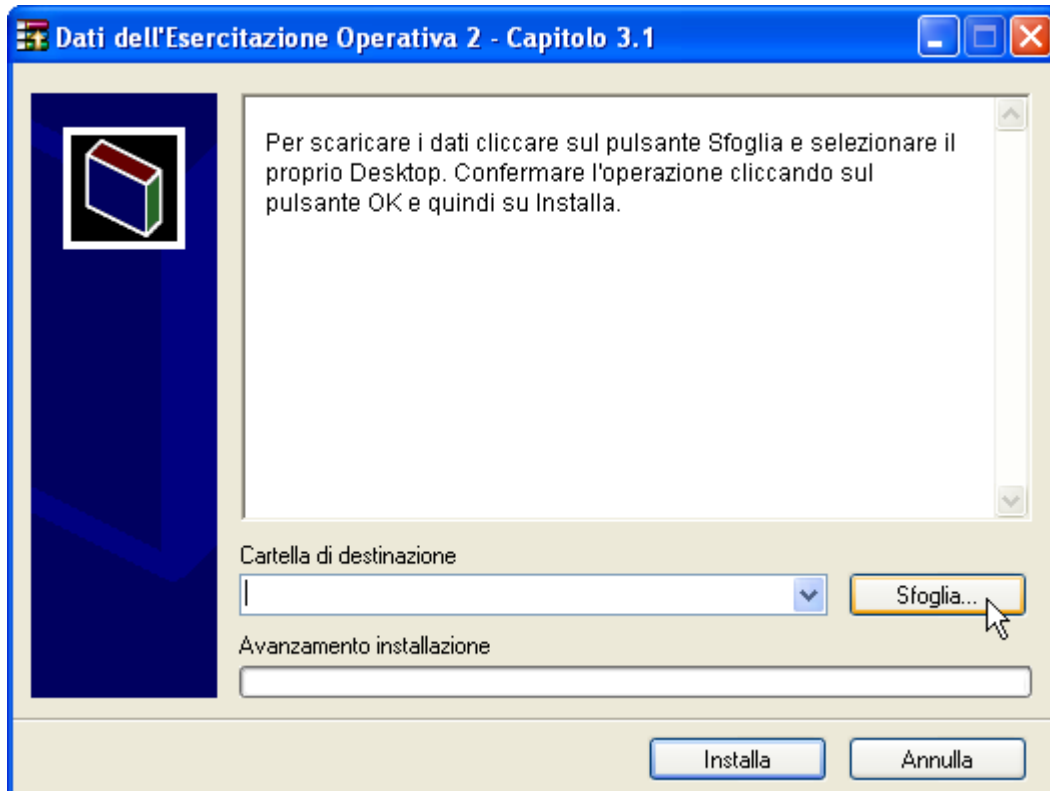 Dati dell'Esercitazione Operativa 2 - Capitolo 3.1
Per scaricare i dati cliccare sul pulsante Sfoglia e selezionare il
proprio Desktop. Confermare l'operazione cliccando sul
pulsante OK e quindi su Installa.
Cartella di destinazione
Sfoglia...
Avanzamento installazione
Installa
Annulla